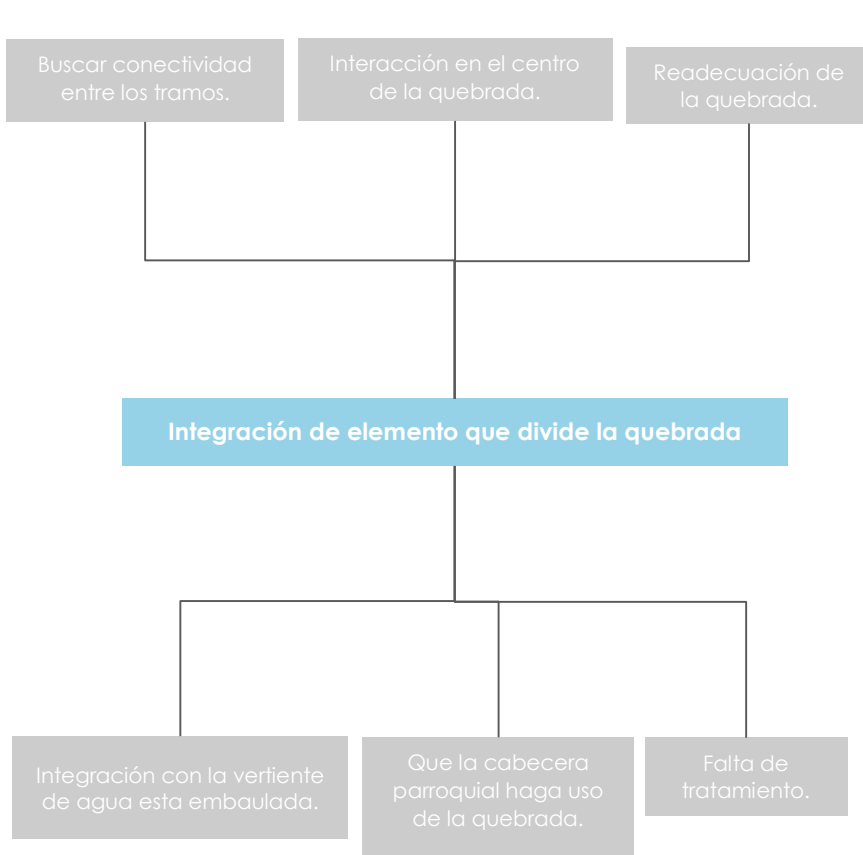 Buscar conectividad
entre los tramos.
Interacción en el centro
de la quebrada.
Readecuación de
la quebrada.
Integración de elemento que divide la quebrada
Integración con la vertiente
de agua esta embaulada.
Que la cabecera
parroquial haga uso
de la quebrada.
Falta de
tratamiento.